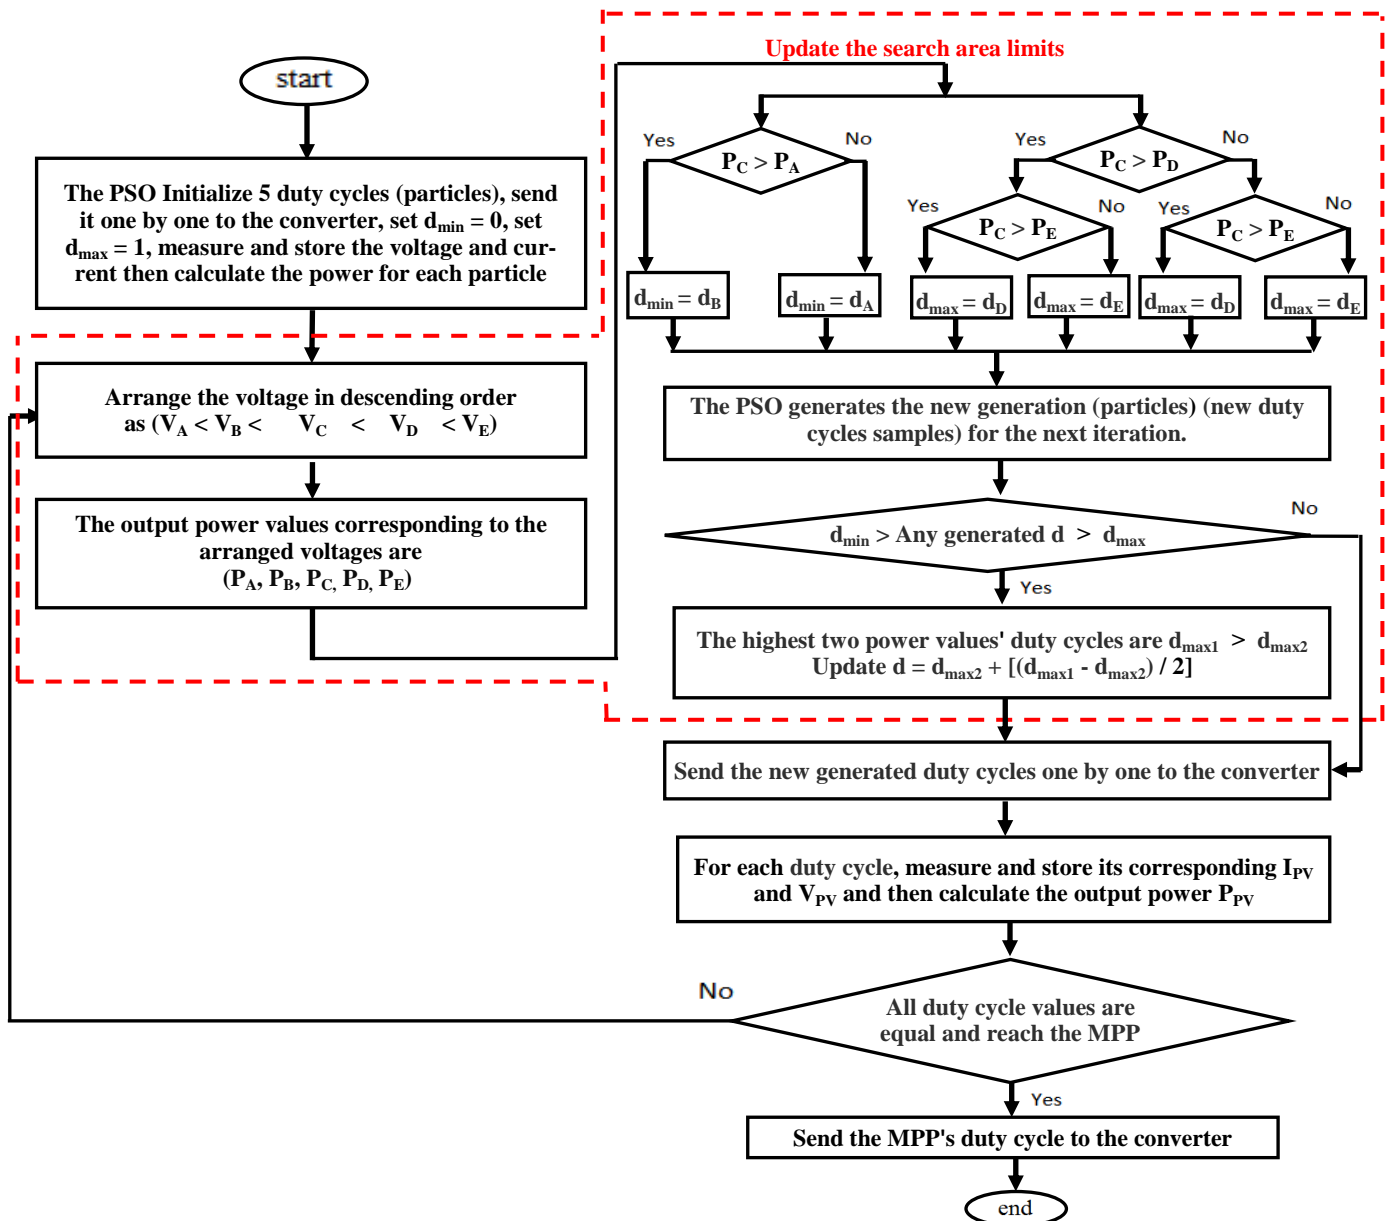 start
The PSO Initialize 5 duty cycles (particles), send
it one by one to the converter, set dmin = 0, set
dmax = 1, measure and store the voltage and cur-
rent then calculate the power for each particle
Arrange the voltage in descending order
as (VA < VB < VC < VD < VE)
The output power values corresponding to the
arranged voltages are
(PA, PB, PC, PD, PE)
Update the search area limits
Yes
PC > PA
No
Yes
PC > PD
No
Yes
PC > PE
No
Yes
PC > PE
No
dmin = dB
dmin = dA
dmax = dD
dmax = dE
dmax = dD
dmax = dE
The PSO generates the new generation (particles) (new duty
cycles samples) for the next iteration.
dmin > Any generated d > dmax
No
Yes
The highest two power values' duty cycles are dmax1 > dmax2
Update d = dmax2 + [(dmax1 - dmax2) / 2]
Send the new generated duty cycles one by one to the converter
For each duty cycle, measure and store its corresponding IPV
and VPV and then calculate the output power PPV
No
All duty cycle values are
equal and reach the MPP
Yes
Send the MPP's duty cycle to the converter
end